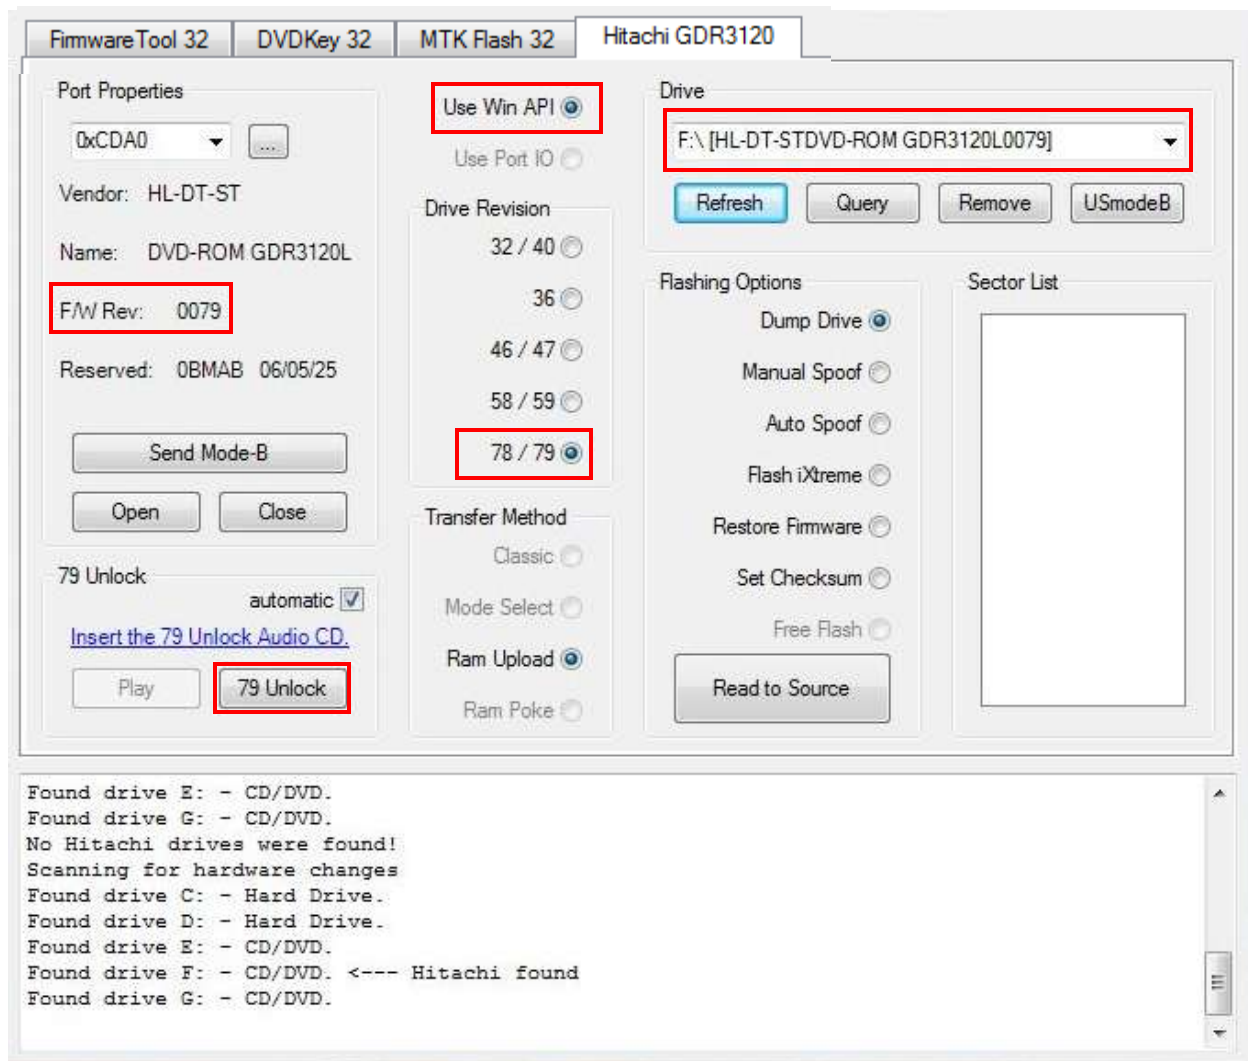 FirmwareTool 32
DVDKey 32
MTK Flash 32
Hitachi GDR3120
Port Properties
0xCDA0
...
Vendor: HL-DT-ST
Name: DVD-ROM GDR3120L
F/W Rev: 0079
Reserved: 0BMAB 06/05/25
Send Mode-B
Open
Close
79 Unlock
automatic
Insert the 79 Unlock Audio CD.
Play
79 Unlock
Use Win API
Use Port IO
Drive Revision
32 / 40
36
46 / 47
58 / 59
78 / 79
Transfer Method
Classic
Mode Select
Ram Upload
Ram Poke
Drive
F:\ [HL-DT-STDVD-ROM GDR3120L0079]
Refresh
Query
Remove
USmodeB
Flashing Options
Dump Drive
Manual Spoof
Auto Spoof
Flash iXtreme
Restore Firmware
Set Checksum
Free Flash
Read to Source
Sector List
Found drive E: - CD/DVD.
Found drive G: - CD/DVD.
No Hitachi drives were found!
Scanning for hardware changes
Found drive C: - Hard Drive.
Found drive D: - Hard Drive.
Found drive E: - CD/DVD.
Found drive F: - CD/DVD. <--- Hitachi found
Found drive G: - CD/DVD.